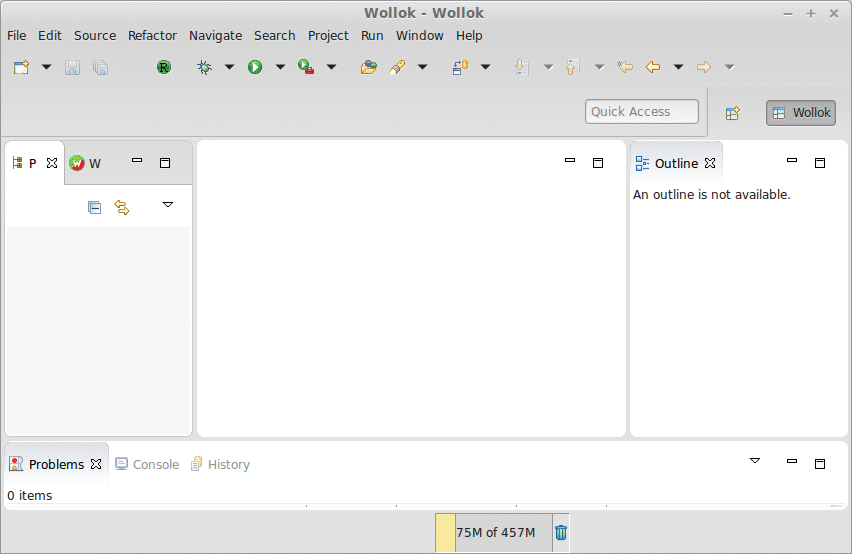 Wollok - Wollok
File Edit Source Refactor Navigate Search Project Run Window Help
Quick Access Wollok
P W Outline
An outline is not available.
Problems Console History
0 items
75M of 457M